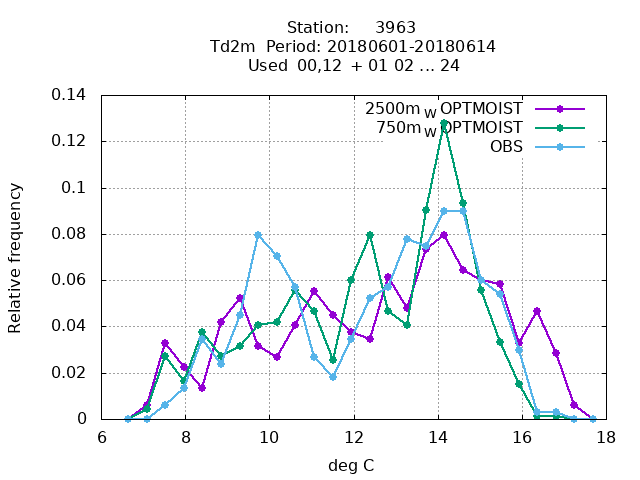 Station: 3963
Td2m Period: 20180601-20180614
Used 00,12 + 01 02 ... 24
0.14
0.12
0.1
0.08
0.06
0.04
0.02
0
Relative frequency
2500m W OPTMOIST
750m W OPTMOIST
OBS
6 8 10 12 14 16 18
deg C